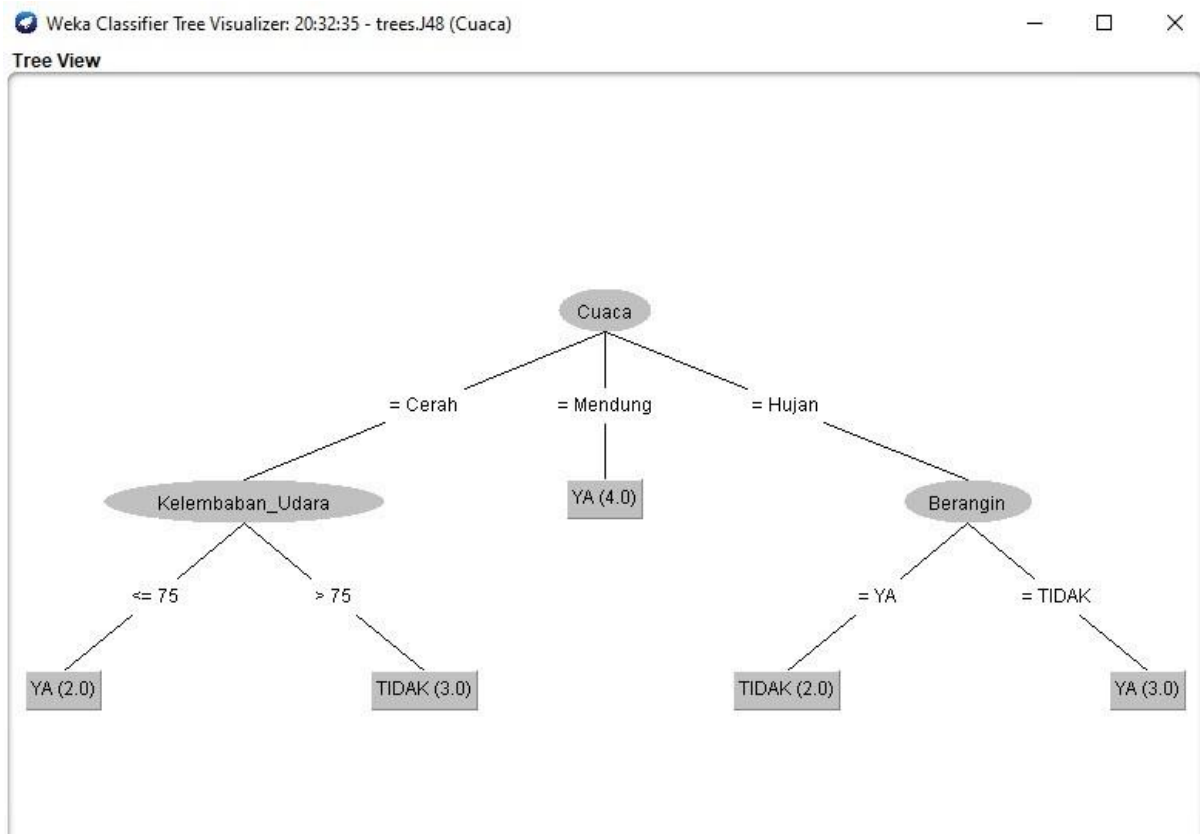 Weka Classifier Tree Visualizer: 20:32:35 - trees.J48 (Cuaca)
Tree View
Cuaca
= Cerah = Mendung = Hujan
Kelembaban_Udara YA (4.0) Berangin
<= 75 > 75 = YA = TIDAK
YA (2.0) TIDAK (3.0) TIDAK (2.0) YA (3.0)